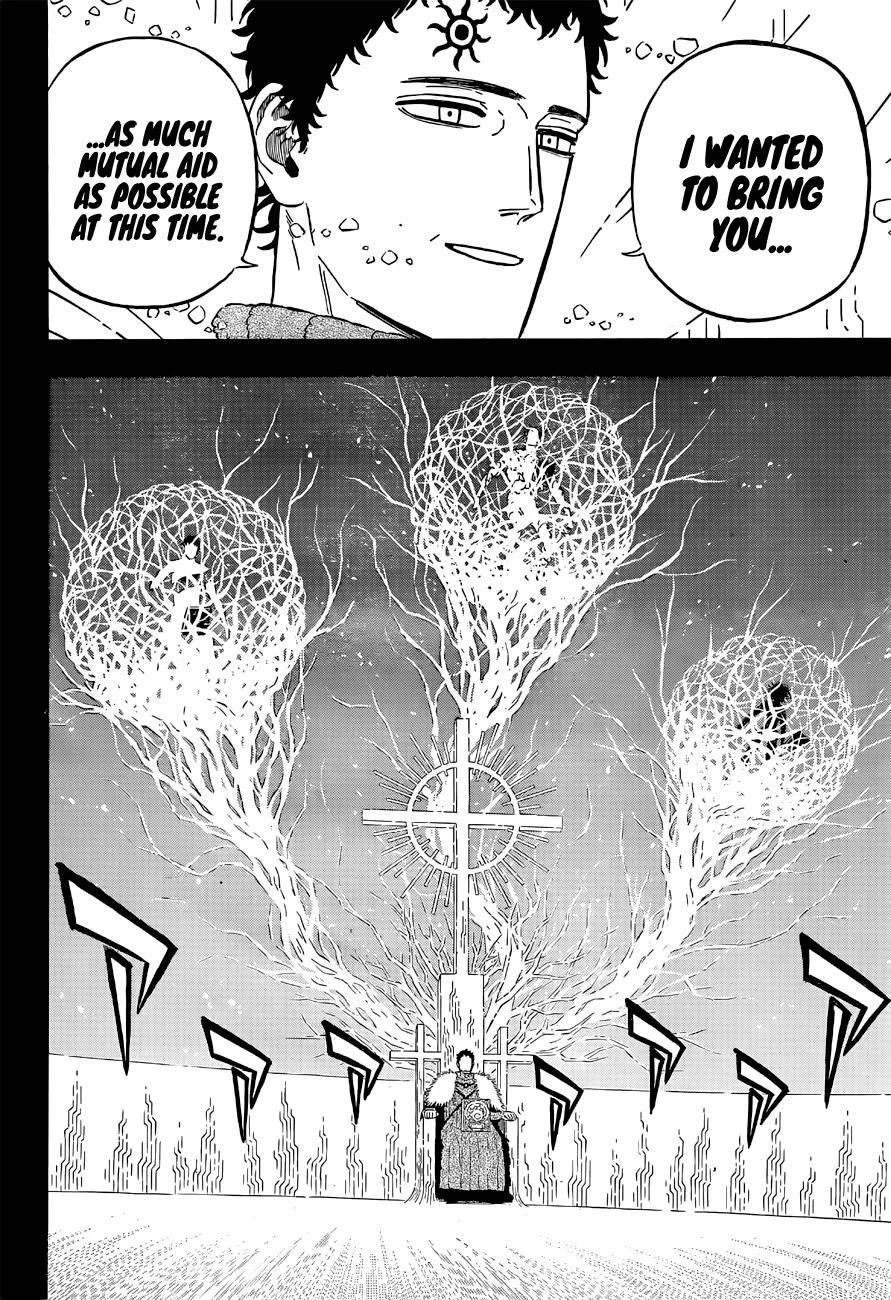 I WANTED
TO BRING
YOU...
...AS MUCH
MUTUAL AID
AS POSSIBLE
AT THIS TIME.